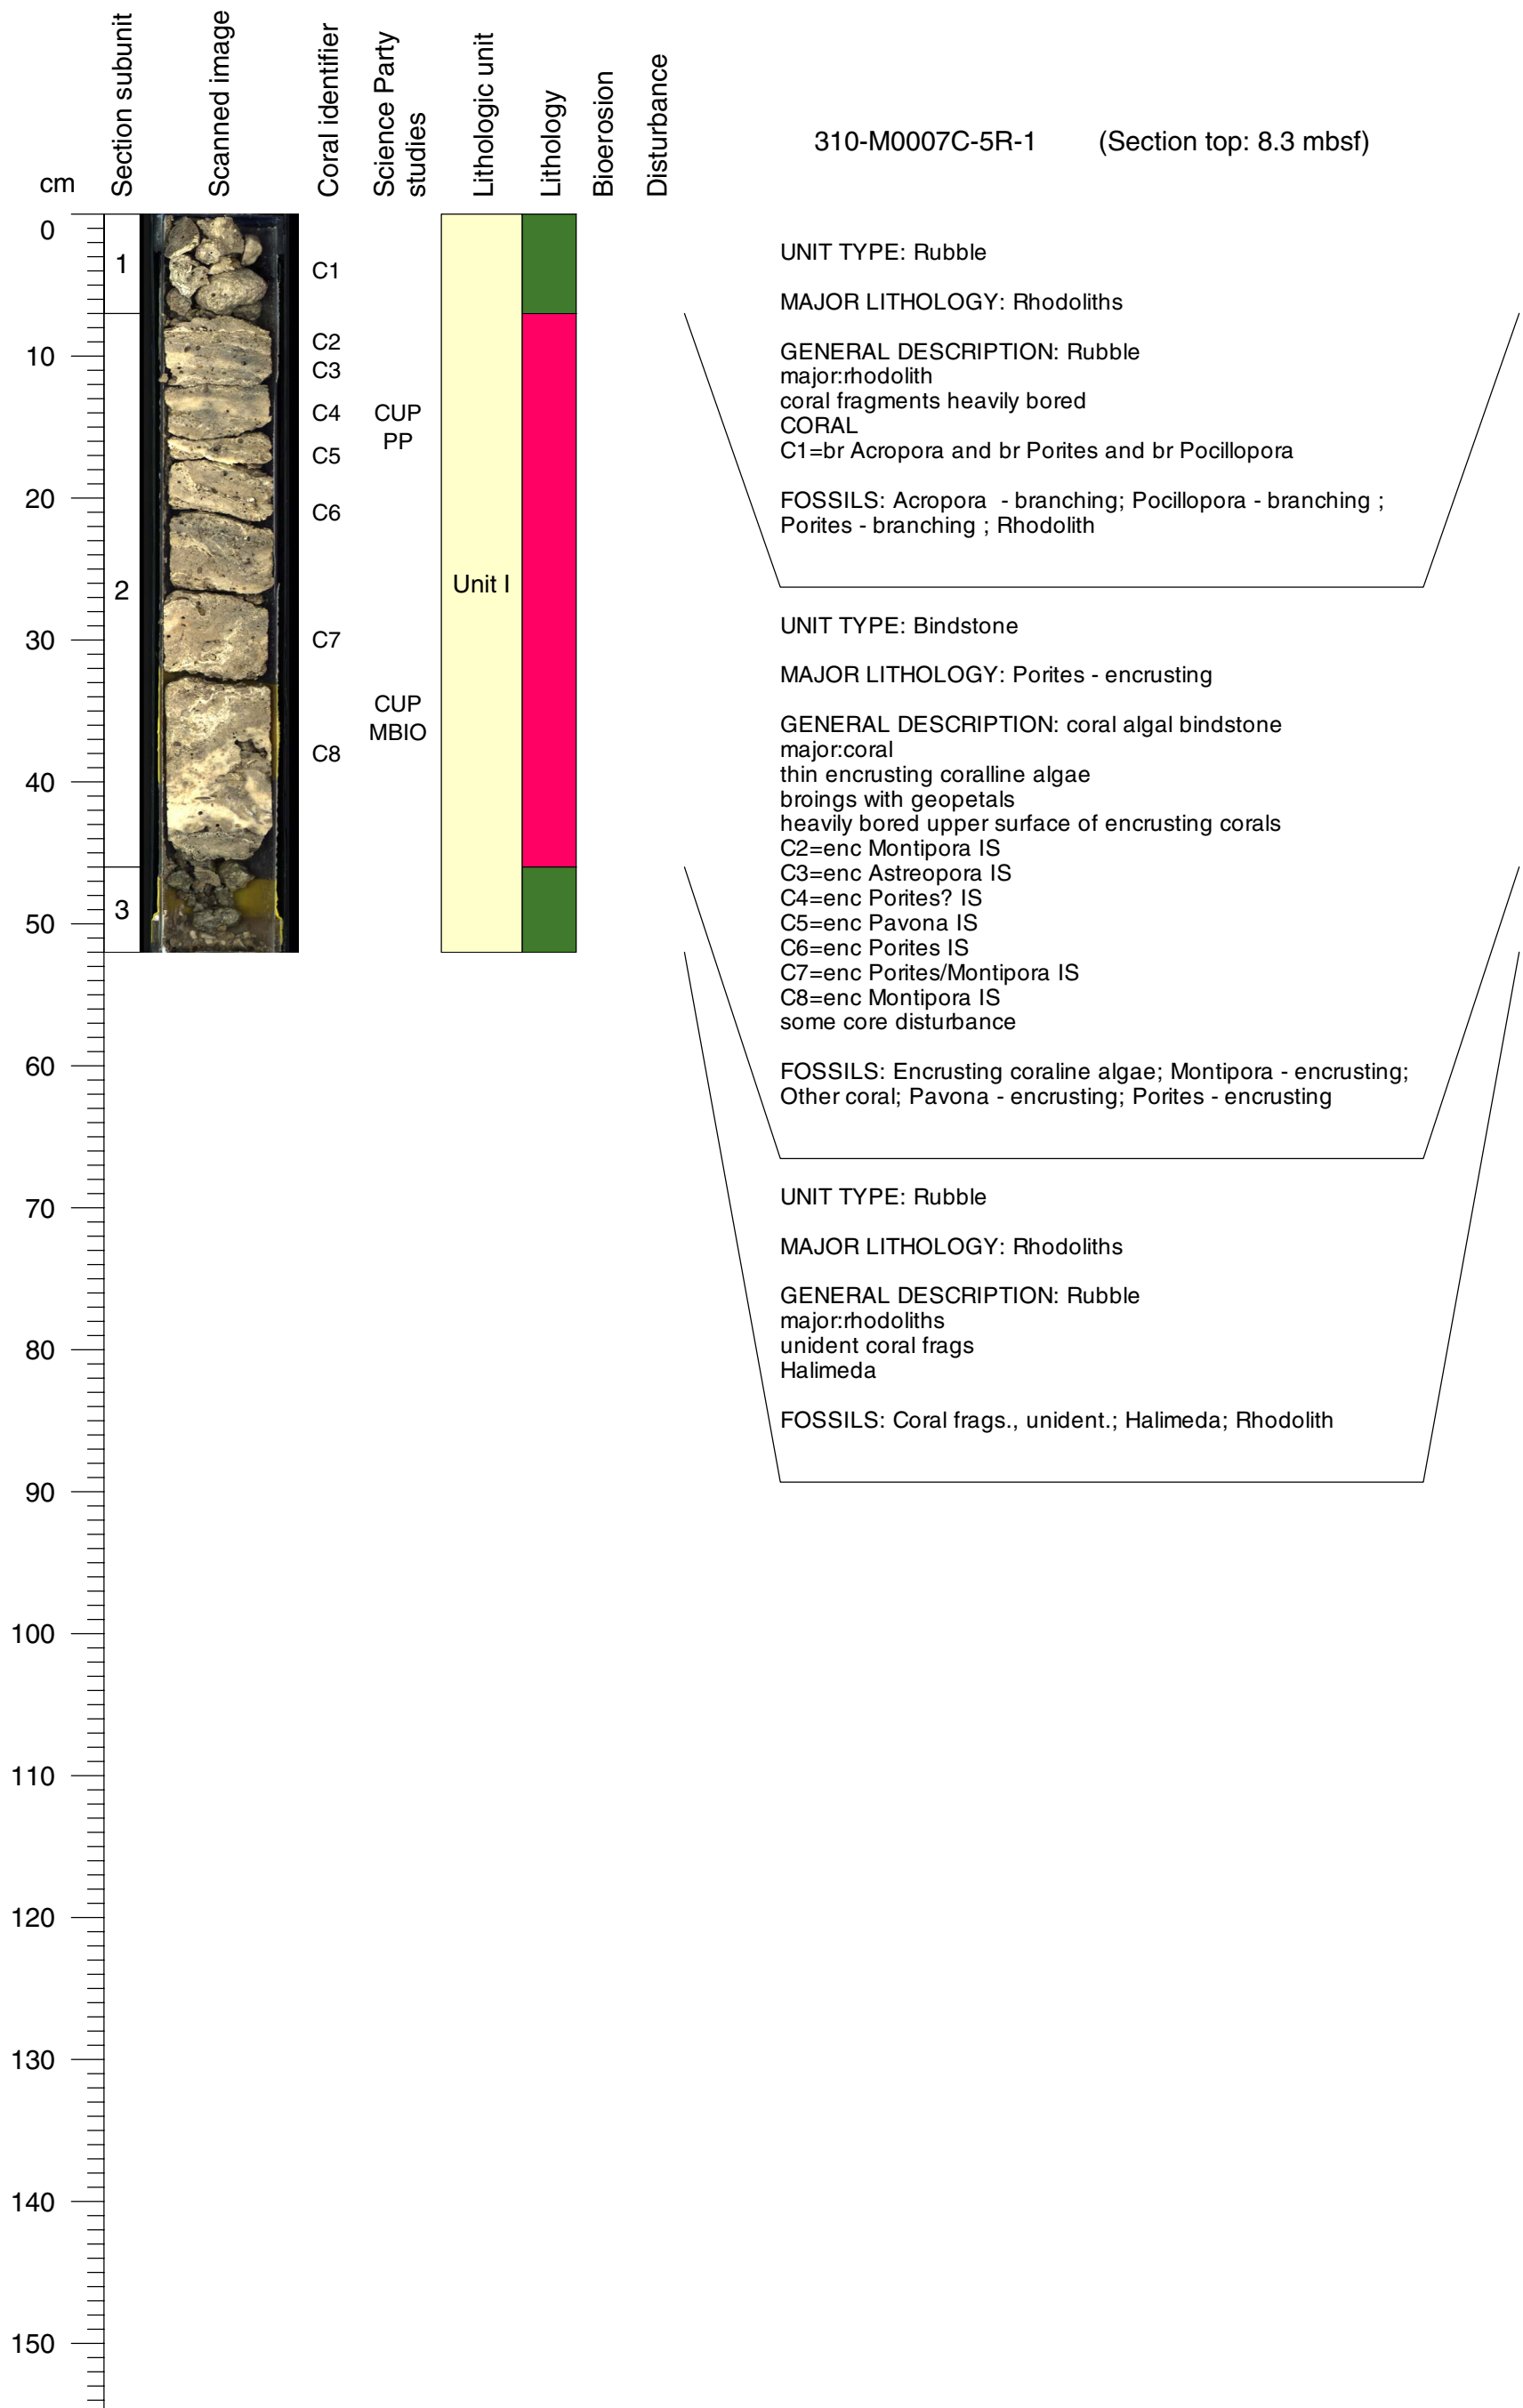 Section subunit
Scanned image
Coral identifier
Science Party
studies
Lithologic unit
Lithology
Bioerosion
Disturbance
310-M0007C-5R-1 (Section top: 8.3 mbsf)
cm
0
10
20
30
40
50
60
70
80
90
100
110
120
130
140
150
1
2
3
C1
C2
C3
C4
C5
C6
C7
C8
CUP
PP
CUP
MBIO
Unit I
UNIT TYPE: Rubble
MAJOR LITHOLOGY: Rhodoliths
GENERAL DESCRIPTION: Rubble
major:rhodolith
coral fragments heavily bored
CORAL
C1=br Acropora and br Porites and br Pocillopora
FOSSILS: Acropora - branching; Pocillopora - branching ;
Porites - branching ; Rhodolith
UNIT TYPE: Bindstone
MAJOR LITHOLOGY: Porites - encrusting
GENERAL DESCRIPTION: coral algal bindstone
major:coral
thin encrusting coralline algae
broings with geopetals
heavily bored upper surface of encrusting corals
C2=enc Montipora IS
C3=enc Astreopora IS
C4=enc Porites? IS
C5=enc Pavona IS
C6=enc Porites IS
C7=enc Porites/Montipora IS
C8=enc Montipora IS
some core disturbance
FOSSILS: Encrusting coraline algae; Montipora - encrusting;
Other coral; Pavona - encrusting; Porites - encrusting
UNIT TYPE: Rubble
MAJOR LITHOLOGY: Rhodoliths
GENERAL DESCRIPTION: Rubble
major:rhodoliths
unident coral frags
Halimeda
FOSSILS: Coral frags., unident.; Halimeda; Rhodolith